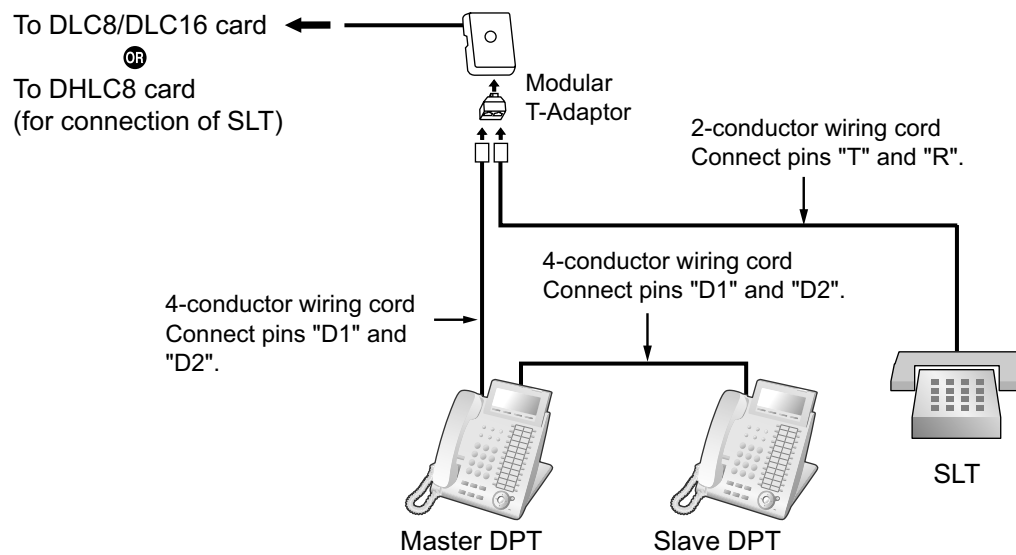 To DLC8/DLC16 card
OR
To DHLC8 card
(for connection of SLT)
Modular
T-Adaptor
2-conductor wiring cord
Connect pins "T" and "R".
4-conductor wiring cord
Connect pins "D1" and "D2".
4-conductor wiring cord
Connect pins "D1" and
"D2".
SLT
Master DPT
Slave DPT